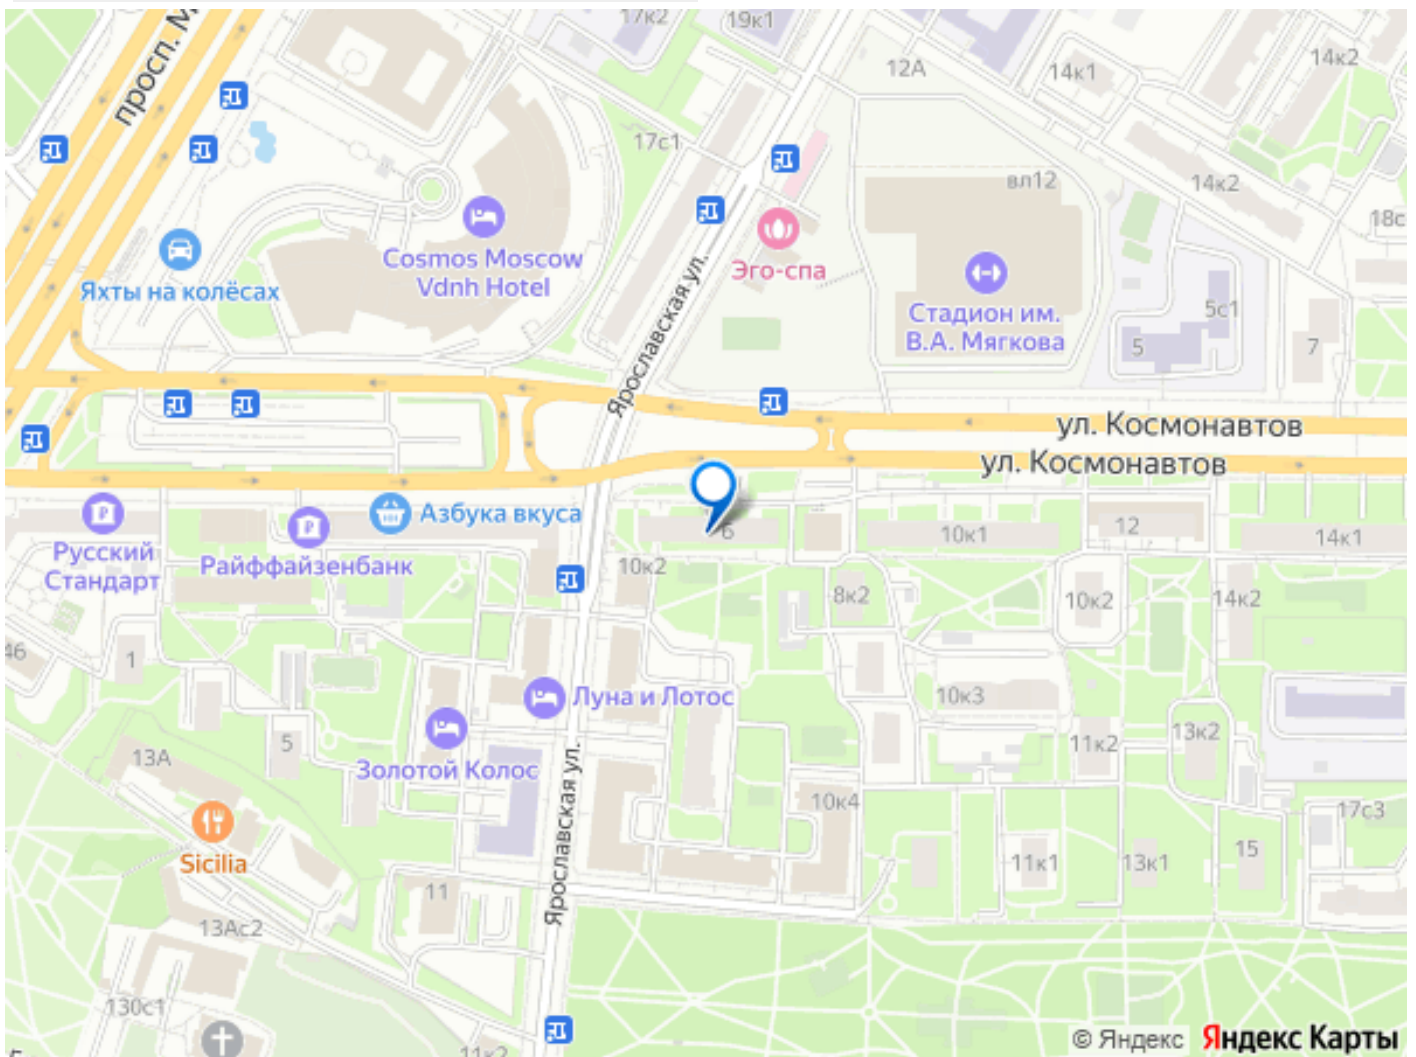 17к2
19к1
просп. М
12А
14к1
14к2
17с1
вл12
14к2
18с
Cosmos Moscow
Vdnh Hotel
Эго-спа
Яхты на колёсах
Ярославская ул.
Стадион им.
В.А. Мягкова
5с1
5
7
ул. Космонавтов
ул. Космонавтов
Русский
Стандарт
Райффайзенбанк
Азбука вкуса
6
10к1
12
14к1
10к2
8к2
10к2
14к2
46
1
Луна и Лотос
10к3
13А
5
Золотой Колос
11к2
13к2
10к4
17с3
Sicilia
Ярославская ул.
11
11к1
13к1
15
13Ас2
130с1
11к2
© Яндекс Яндекс Карты